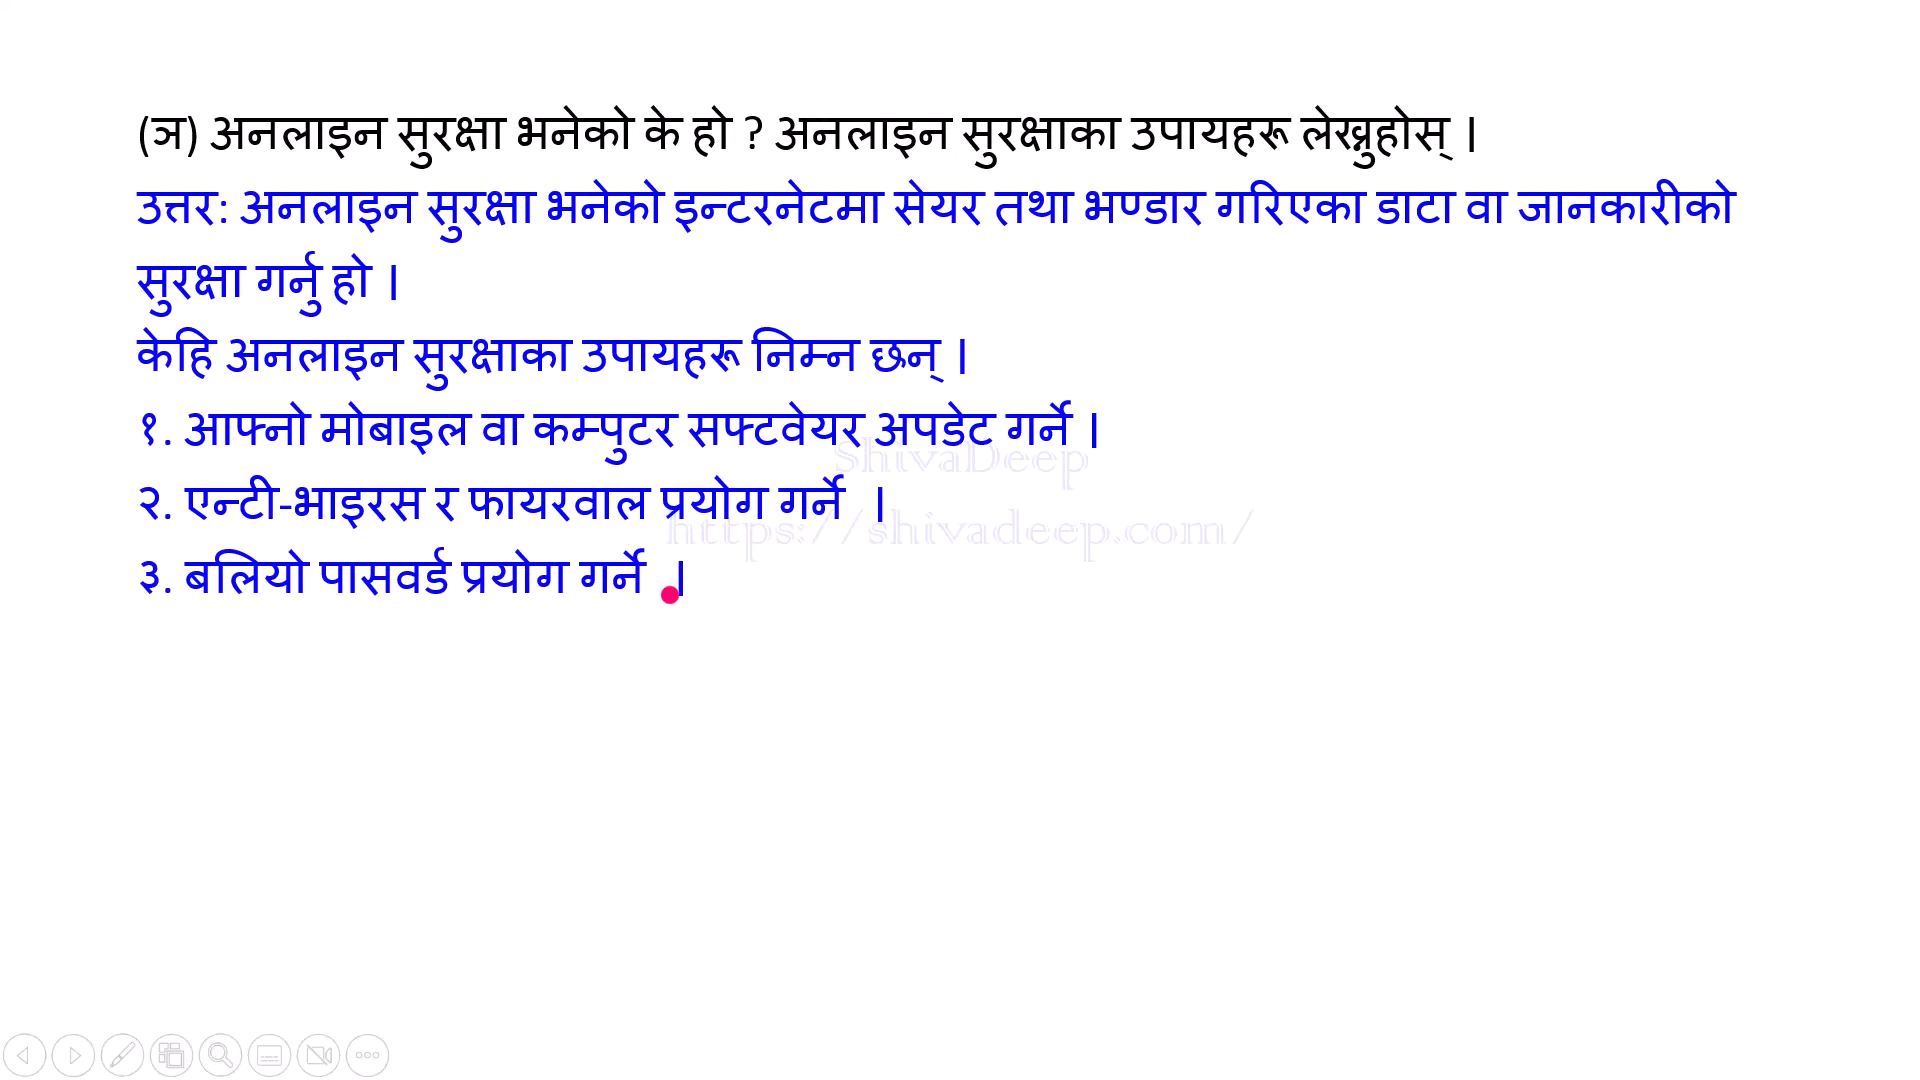 (ञ) अनलाइन सुरक्षा भनेको के हो ? अनलाइन सुरक्षाका उपायहरू लेख्नुहोस् ।
उत्तर: अनलाइन सुरक्षा भनेको इन्टरनेटमा सेयर तथा भण्डार गरिएका डाटा वा जानकारीको
सुरक्षा गर्नु हो ।
केहि अनलाइन सुरक्षाका उपायहरू निम्न छन् ।
१. आफ्नो मोबाइल वा कम्पुटर सफ्टवेयर अपडेट गर्ने ।
ShivaDeep
२. एन्टी-भाइरस र फायरवाल प्रयोग गर्ने ।
https://shivadeep.com/
३. बलियो पासवर्ड प्रयोग गर्ने ।